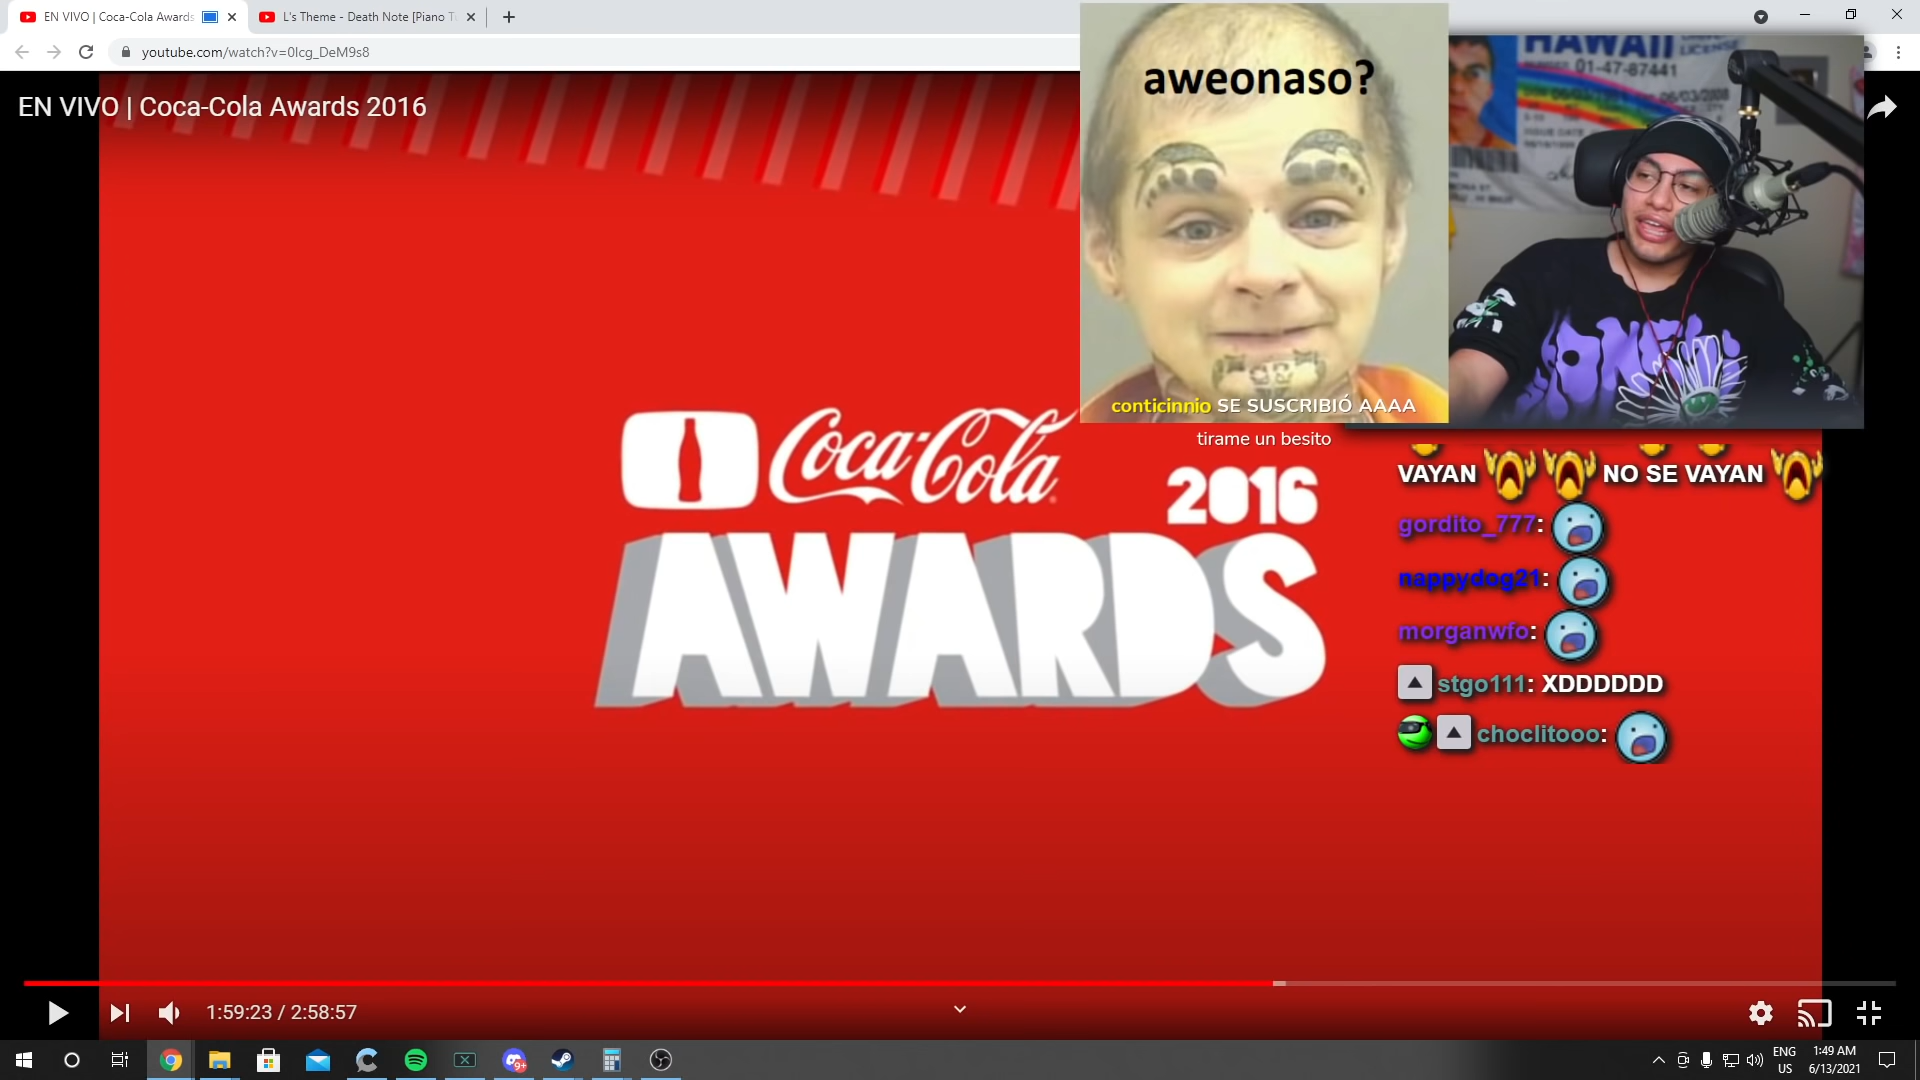 EN VIVO | Coca-Cola Awards
L's Theme - Death Note [Piano T
youtube.com/watch?v=0Icg_DeM9s8
EN VIVO | Coca-Cola Awards 2016
aweonaso?
HAWAII
LICENSE
01-47-87441
conticinnio SE SUSCRIBIÓ AAAA
tirame un besito
Coca-Cola
2016
AWARDS
VAYAN NO SE VAYAN
gordito_777:
nappydog21:
morganwfo:
stgo111: XDDDDDD
choclitooo:
1:59:23 / 2:58:57
9+
ENG
US
1:49 AM
6/13/2021